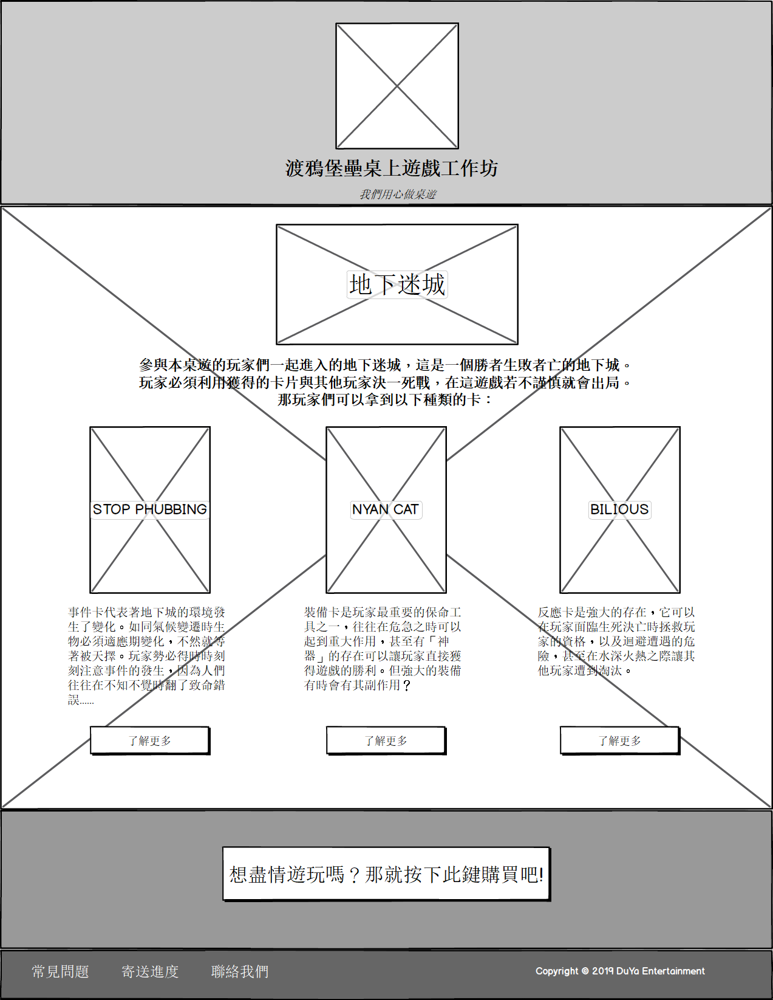 渡鴉堡壘桌上遊戲工作坊
我們用心做桌遊
地下迷城
參與本桌遊的玩家們一起進入的地下迷城，這是一個勝者生敗者亡的地下城。
玩家必須利用獲得的卡片與其他玩家決一死戰，在這遊戲若不謹慎就會出局。
那玩家們可以拿到以下種類的卡：
STOP PHUBBING
事件卡代表著地下城的環境發
生了變化。如同氣候變遷時生
物必須適應期變化，不然就等
著被天擇。玩家勢必得時時刻
刻注意事件的發生，因為人們
往往在不知不覺時翻了致命錯
誤......
了解更多
NYAN CAT
裝備卡是玩家最重要的保命工
具之一，往往在危急之時可以
起到重大作用，甚至有「神
器」的存在可以讓玩家直接獲
得遊戲的勝利。但強大的裝備
有時會有其副作用？
了解更多
BILIOUS
反應卡是強大的存在，它可以
在玩家面臨生死決亡時拯救玩
家的資格，以及迴避遭遇的危
險，甚至在水深火熱之際讓其
他玩家遭到淘汰。
了解更多
想盡情遊玩嗎？那就按下此鍵購買吧!
常見問題
寄送進度
聯絡我們
Copyright © 2019 DuYa Entertainment